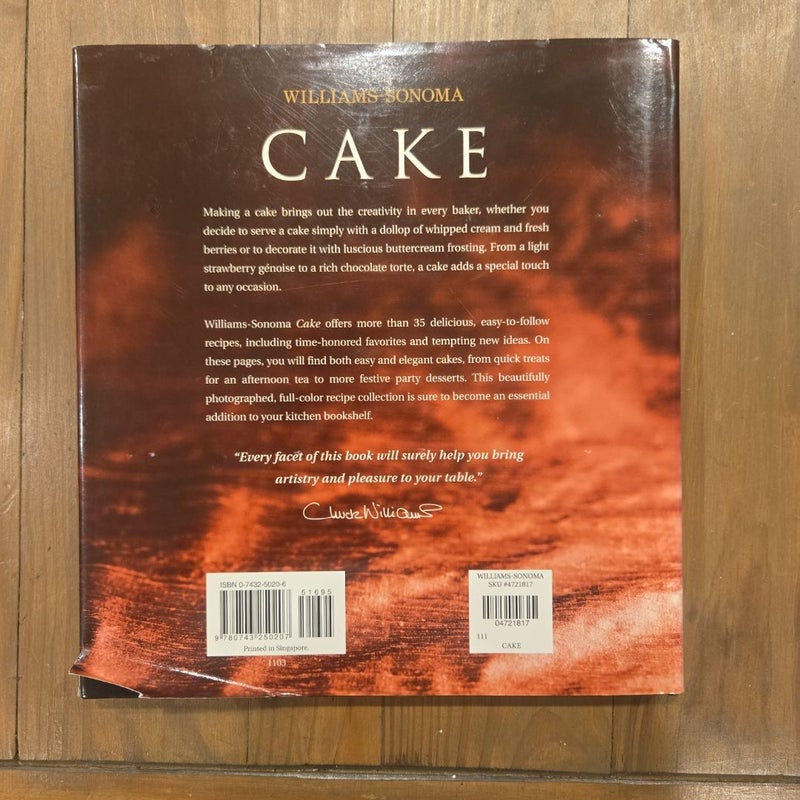 WILLIAMS-SONOMA
CAKE
Making a cake brings out the creativity in every baker, whether you
decide to serve a cake simply with a dollop of whipped cream and fresh
berries or to decorate it with luscious buttercream frosting. From a light
strawberry génoise to a rich chocolate torte, a cake adds a special touch
to any occasion.
Williams-Sonoma Cake offers more than 35 delicious, easy-to-follow
recipes, including time-honored favorites and tempting new ideas. On
these pages, you will find both easy and elegant cakes, from quick treats
for an afternoon tea to more festive party desserts. This beautifully
photographed, full-color recipe collection is sure to become an essential
addition to your kitchen bookshelf.
“Every facet of this book will surely help you bring
artistry and pleasure to your table.”
Chuck Williams
ISBN 0-7432-5020-6
51695
9 780743 250207
Printed in Singapore.
1103
WILLIAMS-SONOMA
SKU #4721817
04721817
111
CAKE